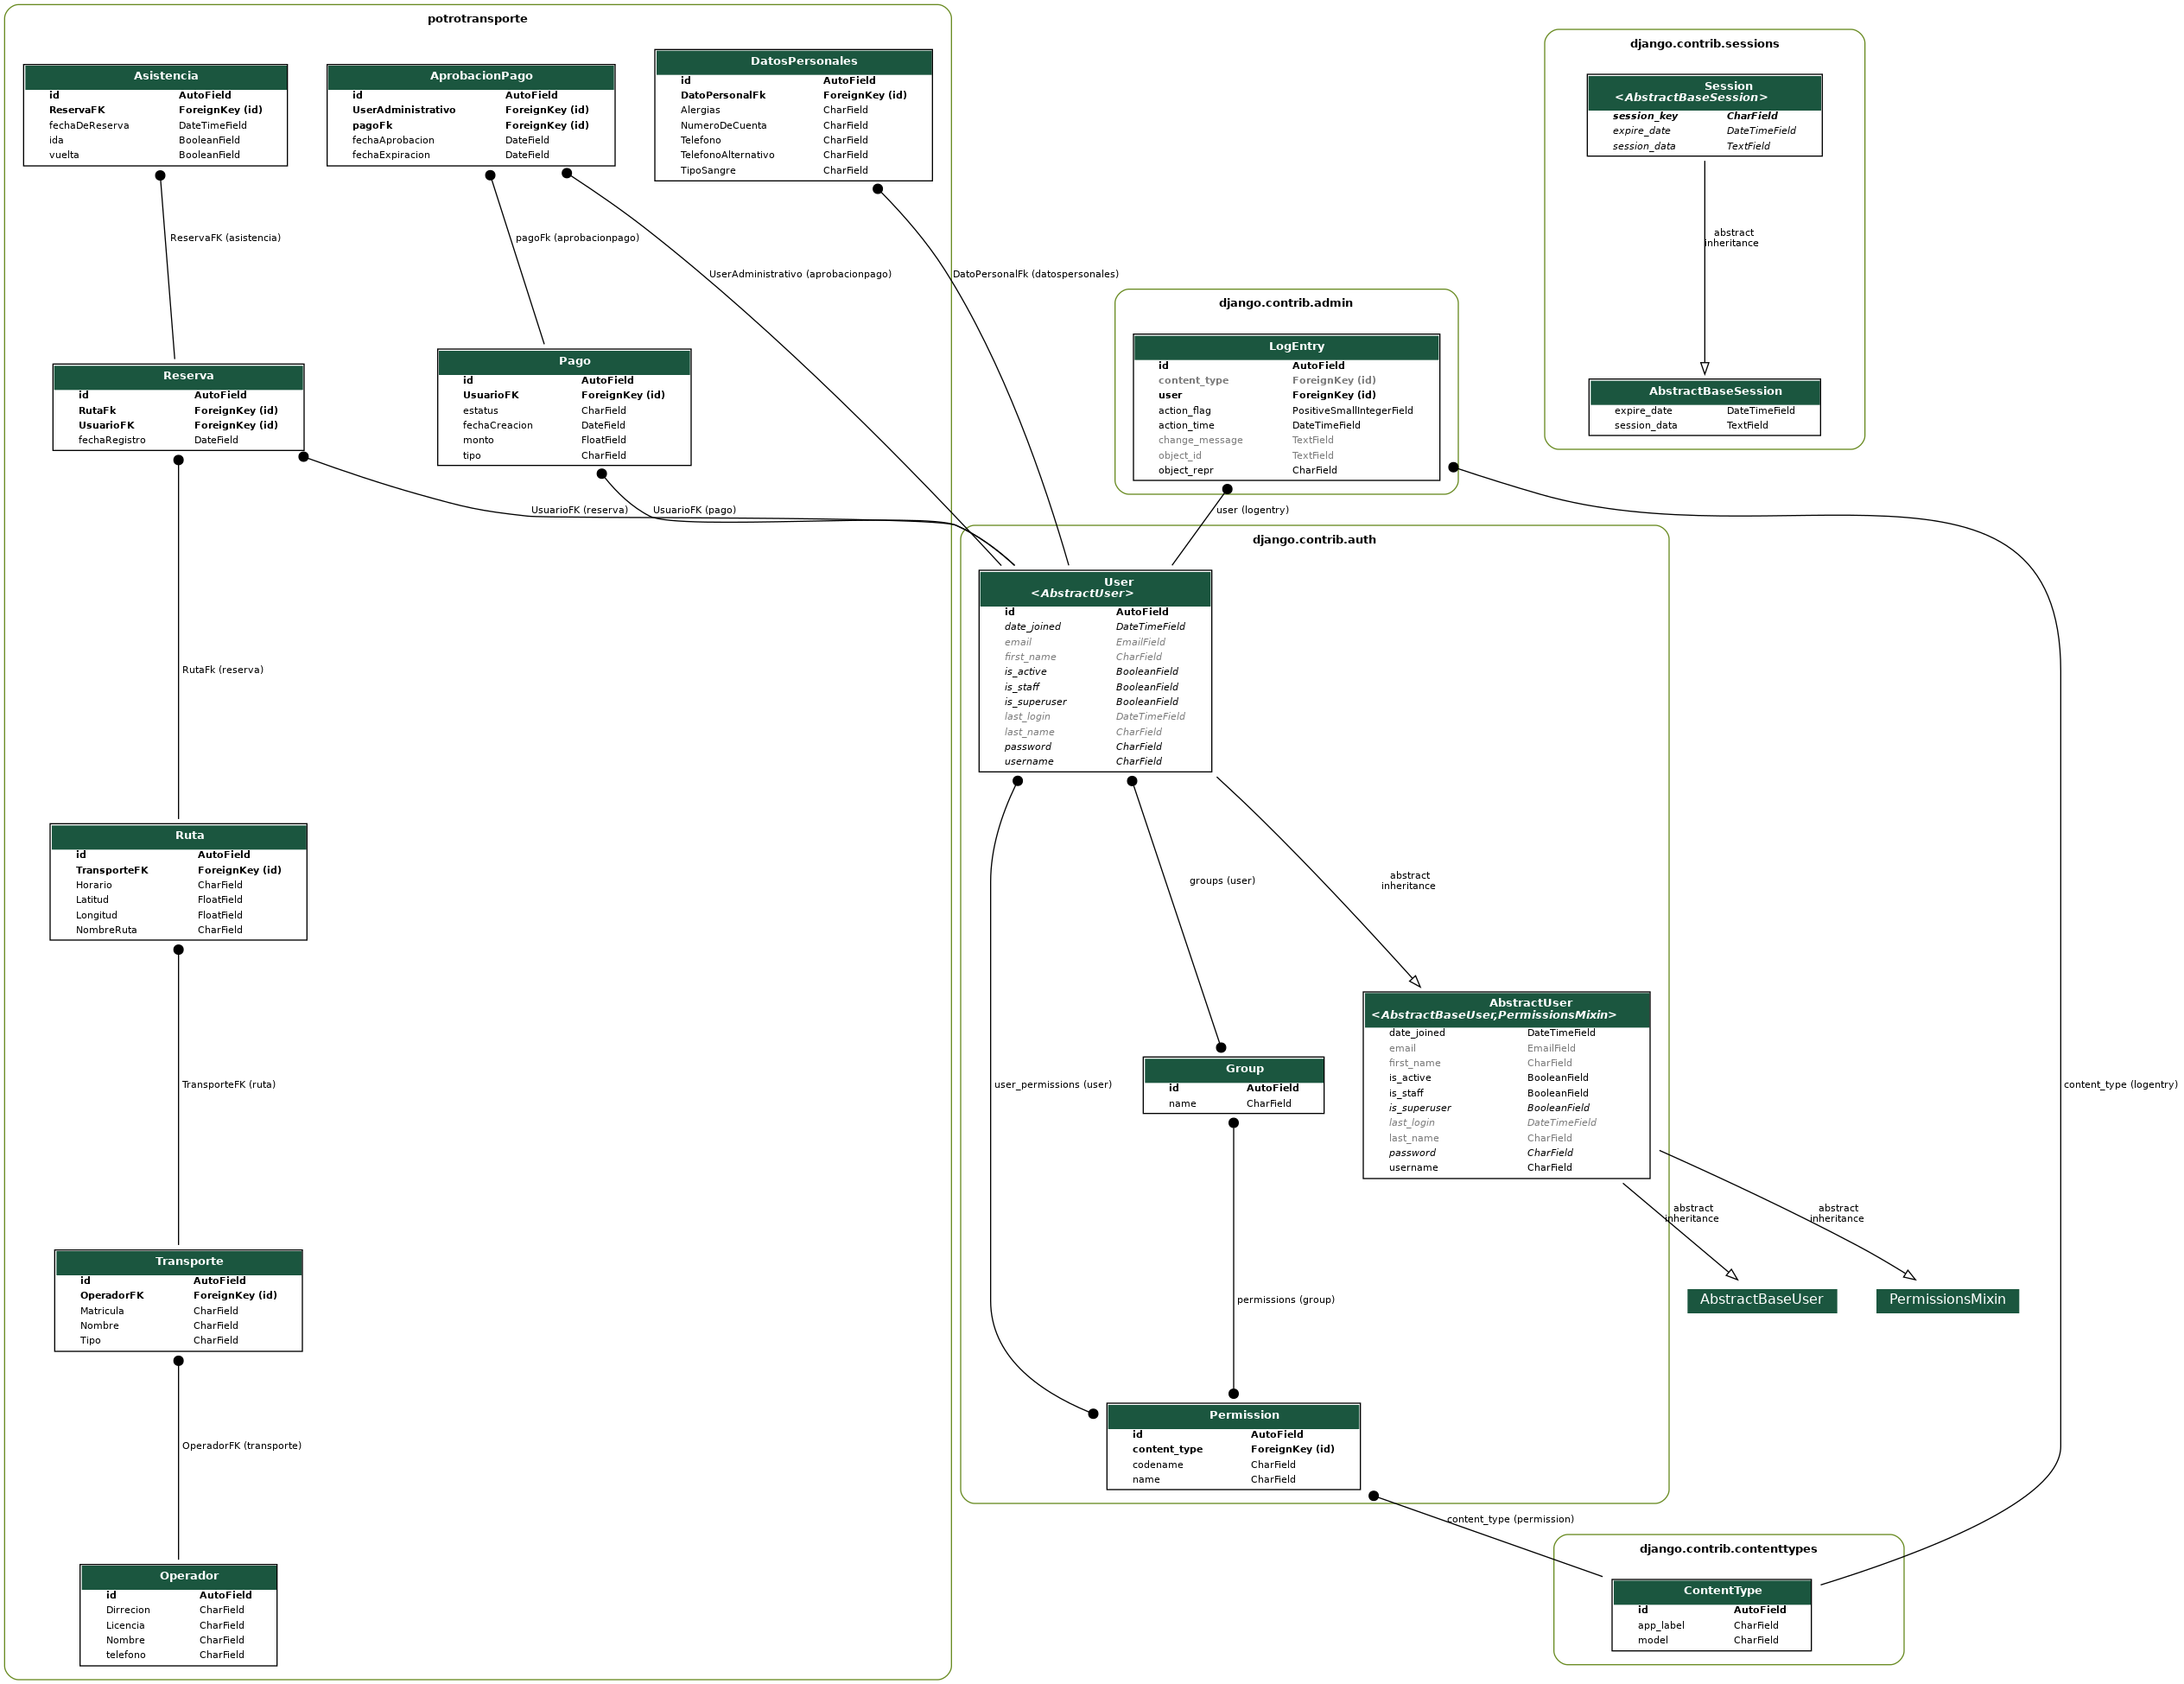 potrotransporte
Asistencia
id AutoField
ReservaFK ForeignKey (id)
fechaDeReserva DateTimeField
ida BooleanField
vuelta BooleanField
AprobacionPago
id AutoField
UserAdministrativo ForeignKey (id)
pagoFk ForeignKey (id)
fechaAprobacion DateField
fechaExpiracion DateField
DatosPersonales
id AutoField
DatoPersonalFk ForeignKey (id)
Alergias CharField
NumeroDeCuenta CharField
Telefono CharField
TelefonoAlternativo CharField
TipoSangre CharField
ReservaFK (asistencia)
pagoFk (aprobacionpago)
UserAdministrativo (aprobacionpago)
DatoPersonalFk (datospersonales)
Reserva
id AutoField
RutaFk ForeignKey (id)
UsuarioFK ForeignKey (id)
fechaRegistro DateField
Pago
id AutoField
UsuarioFK ForeignKey (id)
estatus CharField
fechaCreacion DateField
monto FloatField
tipo CharField
UsuarioFK (reserva)
UsuarioFK (pago)
RutaFk (reserva)
Ruta
id AutoField
TransporteFK ForeignKey (id)
Horario CharField
Latitud FloatField
Longitud FloatField
NombreRuta CharField
TransporteFK (ruta)
Transporte
id AutoField
OperadorFK ForeignKey (id)
Matricula CharField
Nombre CharField
Tipo CharField
OperadorFK (transporte)
Operador
id AutoField
Dirrecion CharField
Licencia CharField
Nombre CharField
telefono CharField
django.contrib.admin
LogEntry
id AutoField
content_type ForeignKey (id)
user ForeignKey (id)
action_flag PositiveSmallIntegerField
action_time DateTimeField
change_message TextField
object_id TextField
object_repr CharField
user (logentry)
content_type (logentry)
django.contrib.sessions
Session
<AbstractBaseSession>
session_key CharField
expire_date DateTimeField
session_data TextField
abstract
inheritance
AbstractBaseSession
expire_date DateTimeField
session_data TextField
django.contrib.auth
User
<AbstractUser>
id AutoField
date_joined DateTimeField
email EmailField
first_name CharField
is_active BooleanField
is_staff BooleanField
is_superuser BooleanField
last_login DateTimeField
last_name CharField
password CharField
username CharField
groups (user)
abstract
inheritance
user_permissions (user)
AbstractUser
<AbstractBaseUser,PermissionsMixin>
date_joined DateTimeField
email EmailField
first_name CharField
is_active BooleanField
is_staff BooleanField
is_superuser BooleanField
last_login DateTimeField
last_name CharField
password CharField
username CharField
Group
id AutoField
name CharField
permissions (group)
abstract
inheritance
abstract
inheritance
AbstractBaseUser
PermissionsMixin
Permission
id AutoField
content_type ForeignKey (id)
codename CharField
name CharField
content_type (permission)
django.contrib.contenttypes
ContentType
id AutoField
app_label CharField
model CharField